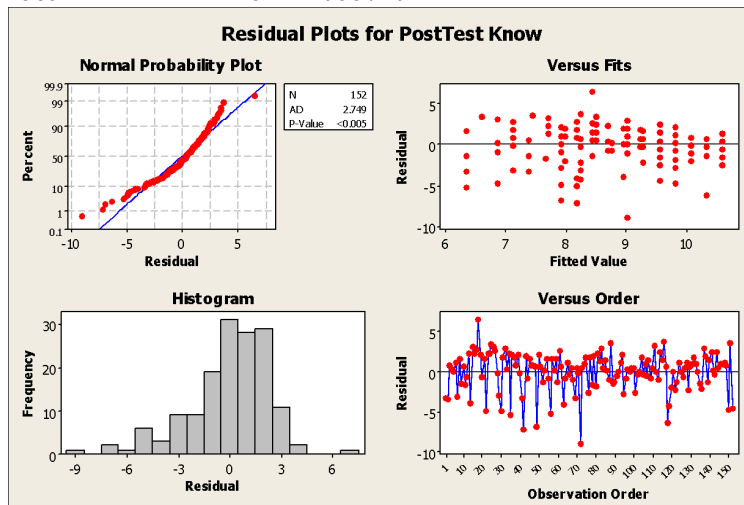 Residual Plots for PostTest Know
Normal Probability Plot
99.9
99
90
50
10
1
0.1
Percent
-10 -5 0 5
Residual
N 152
AD 2.749
P-Value <0.005
Versus Fits
5
0
-5
-10
Residual
6 7 8 9 10
Fitted Value
Histogram
30
20
10
0
Frequency
-9 -6 -3 0 3 6
Residual
Versus Order
5
0
-5
-10
Residual
1 10 20 30 40 50 60 70 80 90 100 110 120 130 140 150
Observation Order